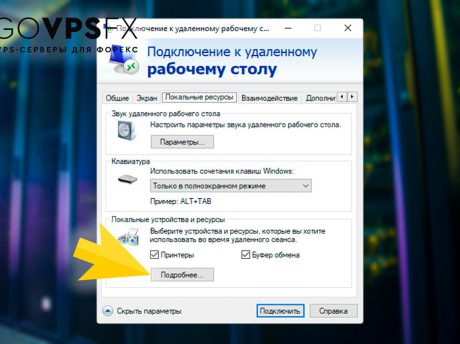 GOVPSFX
VPS-СЕРВЕРЫ ДЛЯ ФОРЕКС
Подключение к удаленному рабочему с...
Подключение к удаленному
рабочему столу
Общие Экран Локальные ресурсы Взаимодействие Дополни
Звук удаленного рабочего стола
Настроить параметры звука удаленного рабочего стола.
Параметры...
Клавиатура
Использовать сочетания клавиш Windows:
Только в полноэкранном режиме
Пример: ALT+TAB
Локальные устройства и ресурсы
Выберите устройства и ресурсы, которые вы хотите
использовать во время удаленного сеанса.
Принтеры Буфер обмена
Подробнее...
Скрыть параметры Подключить Справка